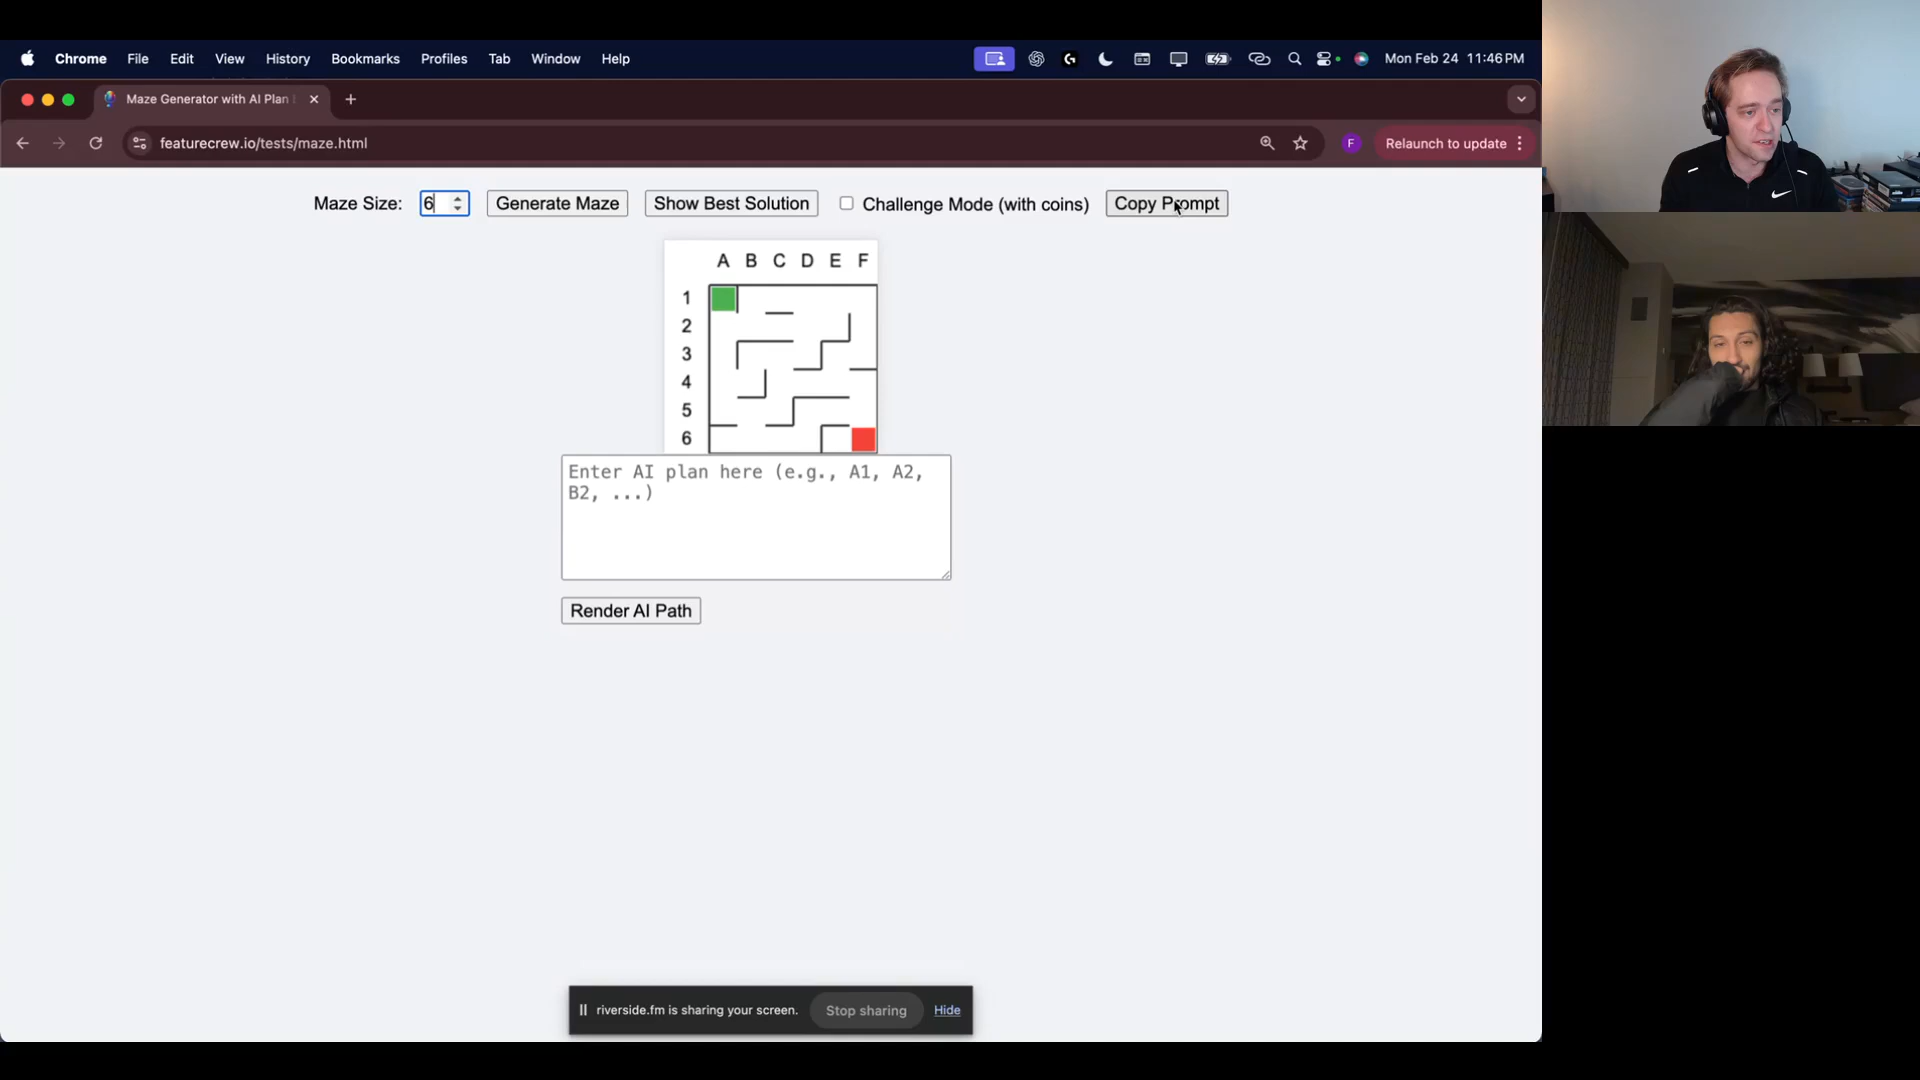 Chrome File Edit View History Bookmarks Profiles Tab Window Help Mon Feb 24 11:46 PM
Maze Generator with AI Plan
featurecrew.io/tests/maze.html F Relaunch to update
Maze Size: 6 Generate Maze Show Best Solution Challenge Mode (with coins) Copy Prompt
A B C D E F
1
2
3
4
5
6
Enter AI plan here (e.g., A1, A2,
B2, ...)
Render AI Path
riverside.fm is sharing your screen. Stop sharing Hide